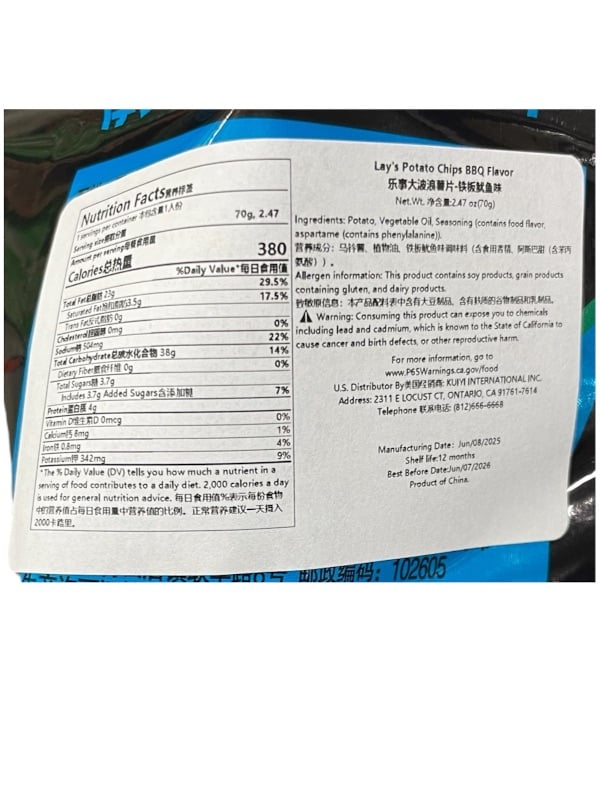 Nutrition Facts营养标签
1 servings per container 本包含量1人份
Serving size 70g, 2.47
Amount per serving每餐食用量
Calories总热量 380
%Daily Value*每日食用值
Total Fat总脂肪 23g 29.5%
Saturated Fat饱和脂肪3.5g 17.5%
Trans Fat反式脂肪 0g
Cholesterol胆固醇 0mg 0%
Sodium钠 504mg 22%
Total Carbohydrate总碳水化合物 38g 14%
Dietary Fiber膳食纤维 0g 0%
Total Sugars糖 3.7g
Includes 3.7g Added Sugars含添加糖 7%
Protein蛋白质 4g
Vitamin D维生素D 0mcg 0%
Calcium钙 6mg 1%
Iron铁 0.8mg 4%
Potassium钾 342mg 9%
*The % Daily Value (DV) tells you how much a nutrient in a
serving of food contributes to a daily diet. 2,000 calories a day
is used for general nutrition advice. 每日食用值%表示每份食物
中的营养值占每日食用量中营养值的比例。正常营养建议一天摄入
2000卡路里。
Lay's Potato Chips BBQ Flavor
乐事大波浪薯片-铁板鱿鱼味
Net.Wt. 净含量:2.47 oz(70g)
Ingredients: Potato, Vegetable Oil, Seasoning (contains food flavor,
aspartame (contains phenylalanine)).
营养成分：马铃薯、植物油、铁板鱿鱼味调味料（含食用香精、阿斯巴甜（含苯丙
氨酸））。
Allergen information: This product contains soy products, grain products
containing gluten, and dairy products.
致敏原信息：本产品配料表中含有大豆制品、含有麸质的谷物制品和乳制品。
⚠ Warning: Consuming this product can expose you to chemicals
including lead and cadmium, which is known to the State of California to
cause cancer and birth defects, or other reproductive harm.
For more information, go to
www.P65Warnings.ca.gov/food
U.S. Distributor By美国经销商: KUIYI INTERNATIONAL INC.
Address: 2311 E LOCUST CT, ONTARIO, CA 91761-7614
Telephone 联系电话: (812)666-6668
Manufacturing Date: Jun/08/2025
Shelf life:12 months
Best Before Date:Jun/07/2026
Product of China.
邮政编码：102605